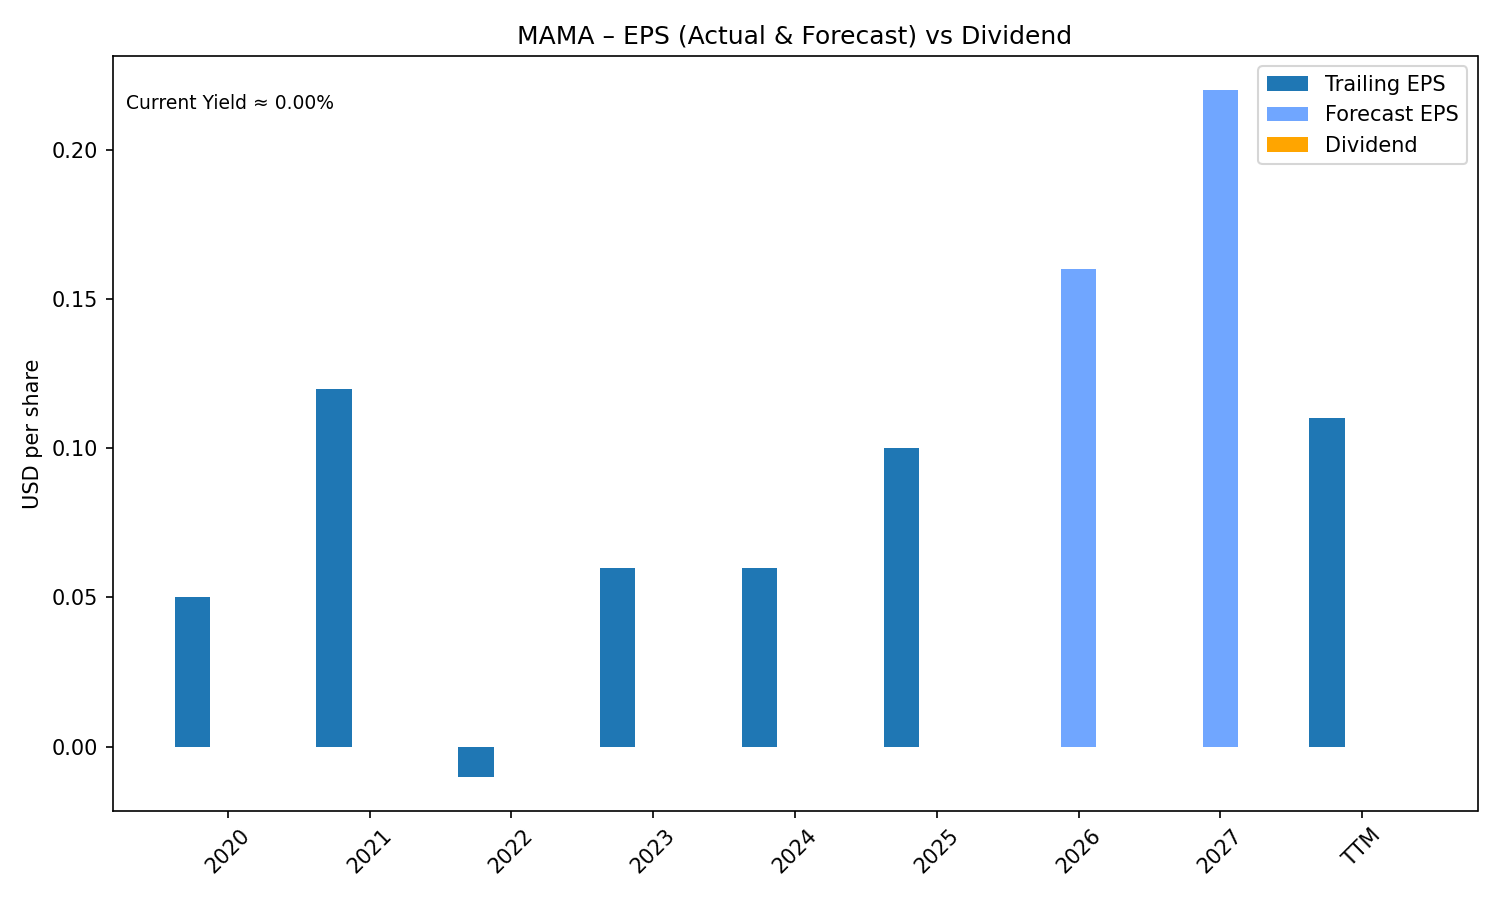 MAMA – EPS (Actual & Forecast) vs Dividend
Current Yield ≈ 0.00%
Trailing EPS
Forecast EPS
Dividend
USD per share
0.20
0.15
0.10
0.05
0.00
2020
2021
2022
2023
2024
2025
2026
2027
TTM